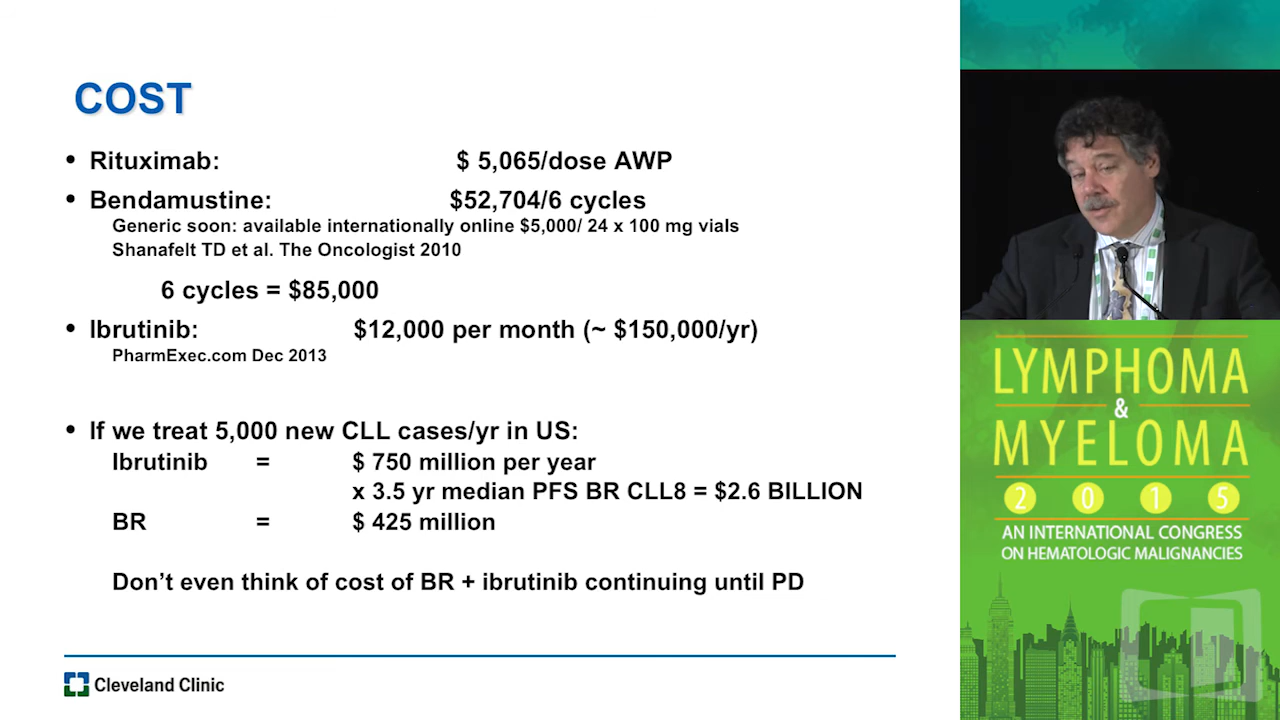 COST
• Rituximab: $ 5,065/dose AWP
• Bendamustine: $52,704/6 cycles
Generic soon: available internationally online $5,000/ 24 x 100 mg vials
Shanafelt TD et al. The Oncologist 2010
6 cycles = $85,000
• Ibrutinib: $12,000 per month (~ $150,000/yr)
PharmExec.com Dec 2013
• If we treat 5,000 new CLL cases/yr in US:
Ibrutinib = $ 750 million per year
x 3.5 yr median PFS BR CLL8 = $2.6 BILLION
BR = $ 425 million
Don't even think of cost of BR + ibrutinib continuing until PD
Cleveland Clinic
LYMPHOMA
&
MYELOMA
2015
AN INTERNATIONAL CONGRESS
ON HEMATOLOGIC MALIGNANCIES